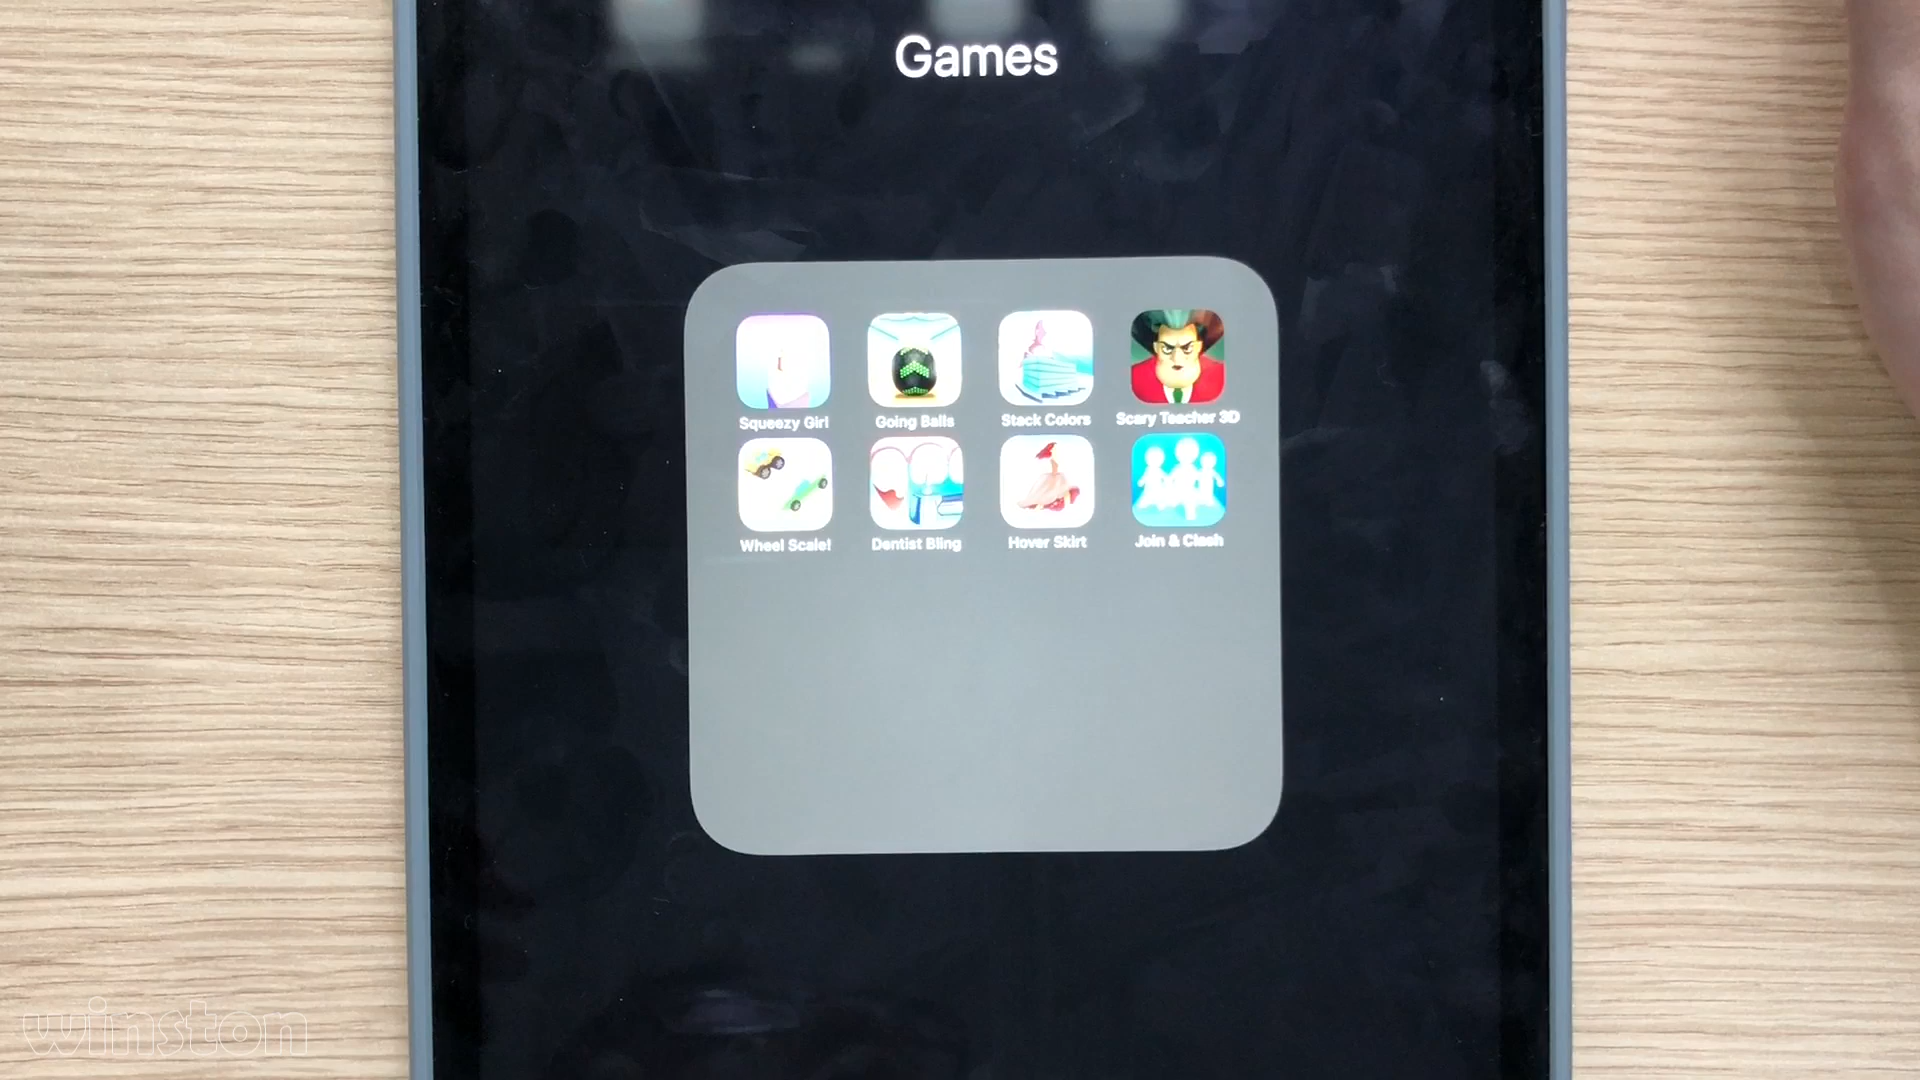 Games
Squeezy Girl
Going Balls
Stack Colors
Scary Teacher 3D
Wheel Scale!
Dentist Bling
Hover Skirt
Join & Clash
winston